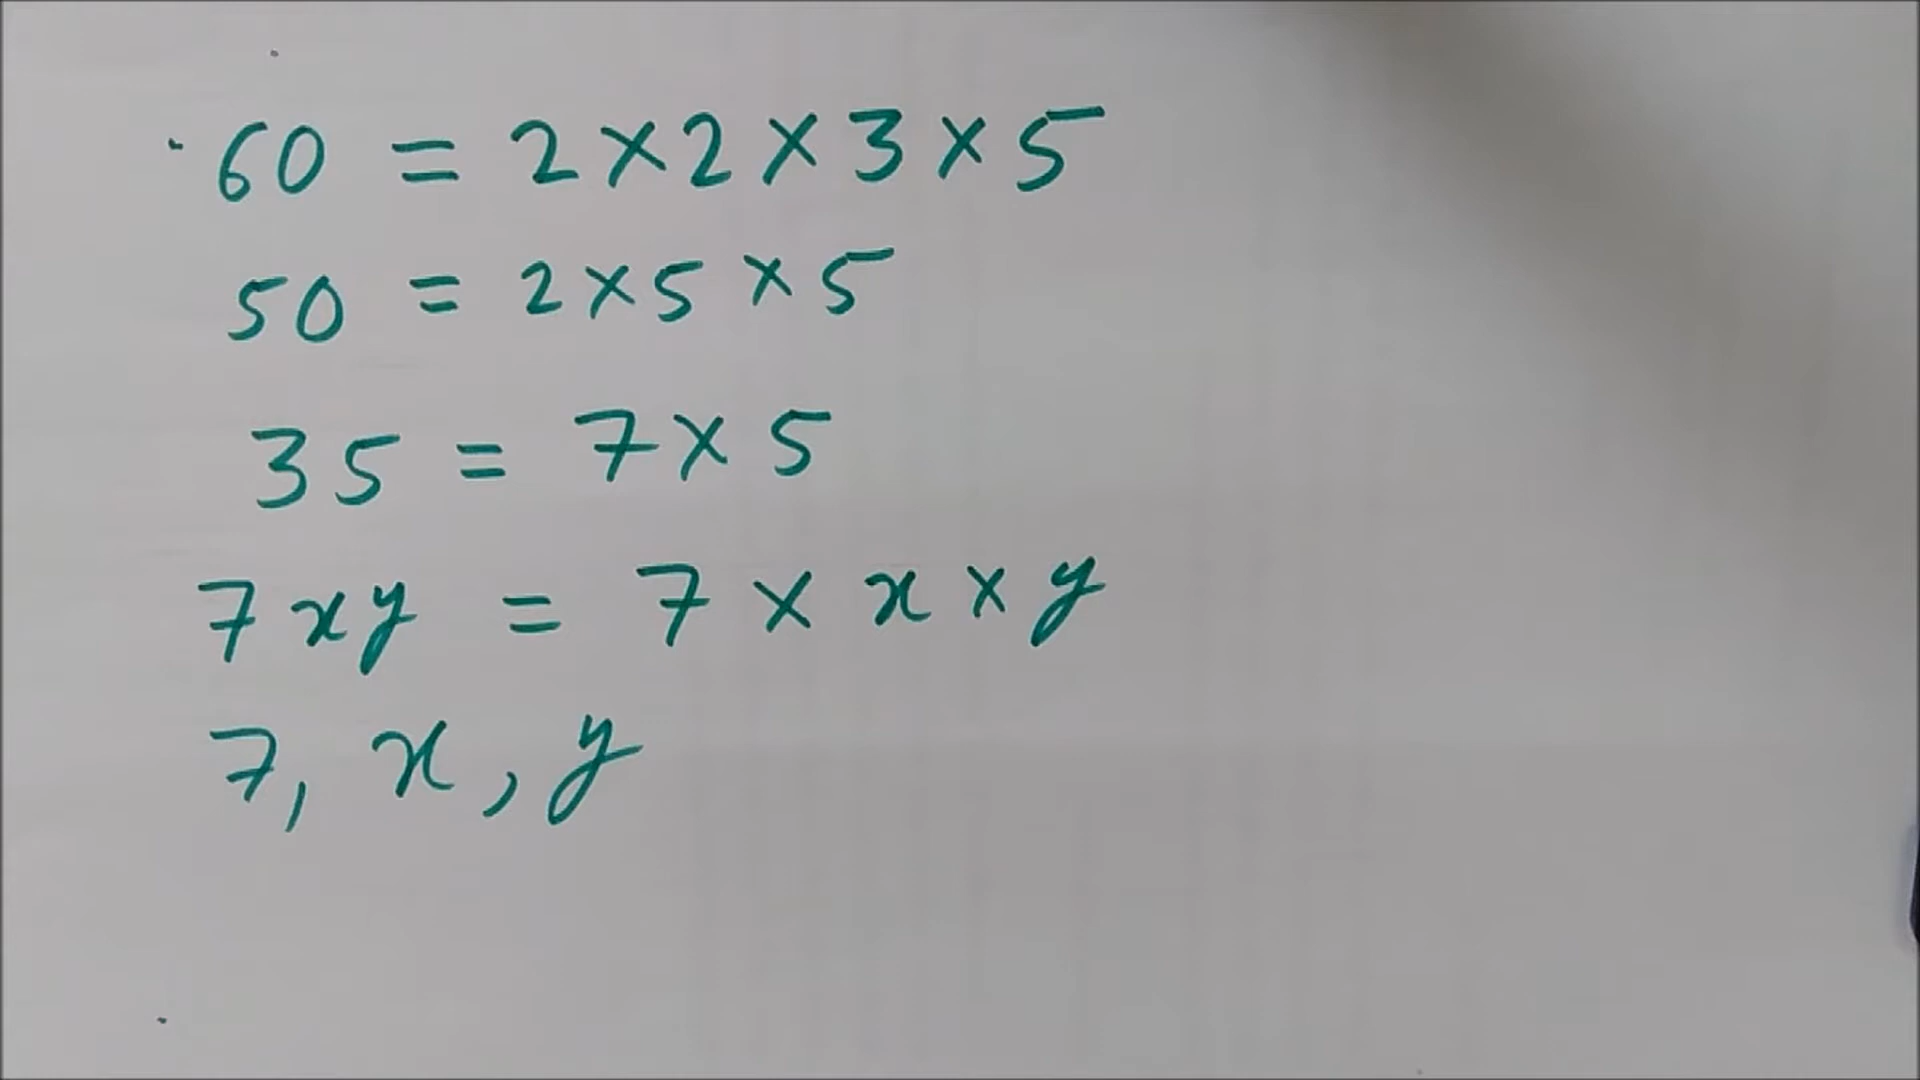 60 = 2 × 2 × 3 × 5
50 = 2 × 5 × 5
35 = 7 × 5
7xy = 7 × x × y
7, x, y